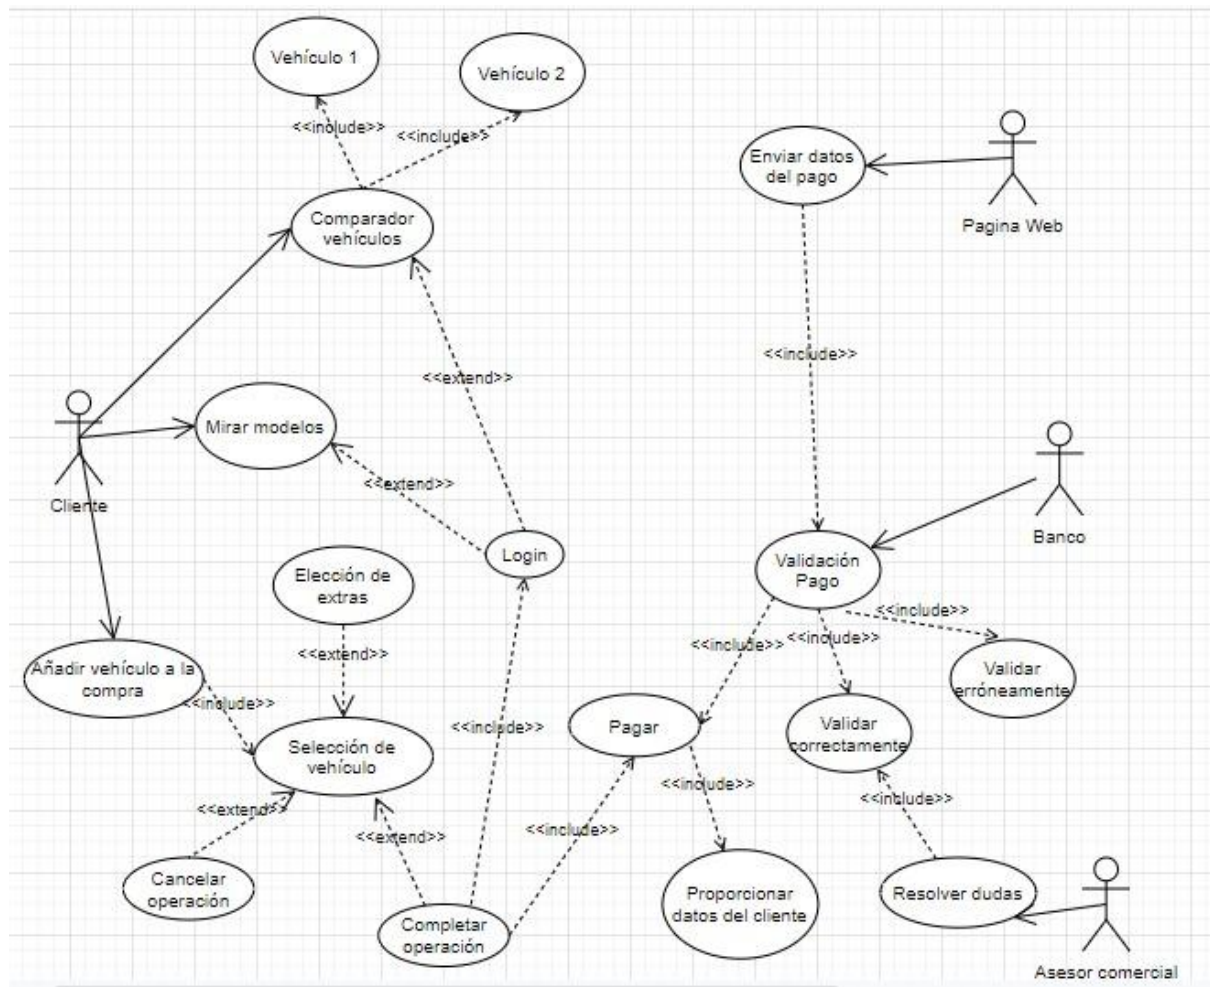 Vehículo 1
Vehículo 2
<<include>>
<<include>>
Enviar datos
del pago
Pagina Web
Comparador
vehículos
<<include>>
<<extend>>
Mirar modelos
<<extend>>
Cliente
Banco
Login
Validación
Pago
Elección de
extras
<<include>>
<<include>>
<<include>>
<<extend>>
Añadir vehículo a la
compra
Validar
erróneamente
<<include>>
<<include>>
Pagar
Validar
correctamente
Selección de
vehículo
<<include>>
<<include>>
<<extend>>
<<extend>>
<<include>>
Cancelar
operación
Proporcionar
datos del cliente
Resolver dudas
Completar
operación
Asesor comercial